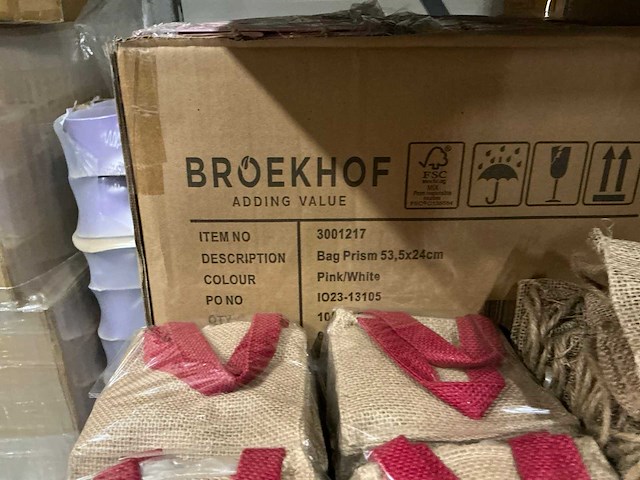 BROEKHOF
ADDING VALUE
FSC
ITEM NO 3001217
DESCRIPTION Bag Prism 53,5x24cm
COLOUR Pink/White
PO NO IO23-13105
QTY